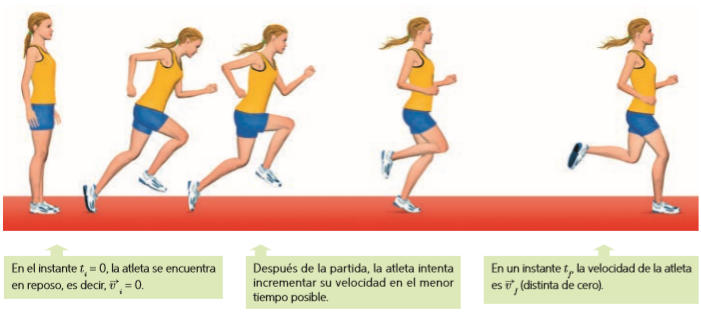 En el instante tᵢ = 0, la atleta se encuentra
en reposo, es decir, v⃗ᵢ = 0.
Después de la partida, la atleta intenta
incrementar su velocidad en el menor
tiempo posible.
En un instante t_f, la velocidad de la atleta
es v⃗_f (distinta de cero).